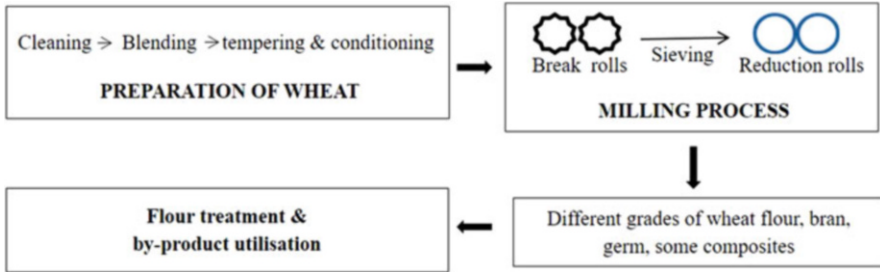 Cleaning → Blending → tempering & conditioning
PREPARATION OF WHEAT
Break rolls
Sieving
Reduction rolls
MILLING PROCESS
Different grades of wheat flour, bran,
germ, some composites
Flour treatment &
by-product utilisation